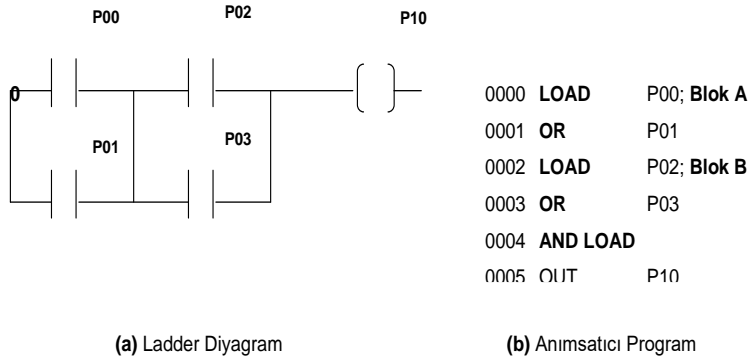 P00 P02 P10
0
P01 P03
0000 LOAD P00; Blok A
0001 OR P01
0002 LOAD P02; Blok B
0003 OR P03
0004 AND LOAD
0005 OUT P10
(a) Ladder Diyagram
(b) Anımsatıcı Program